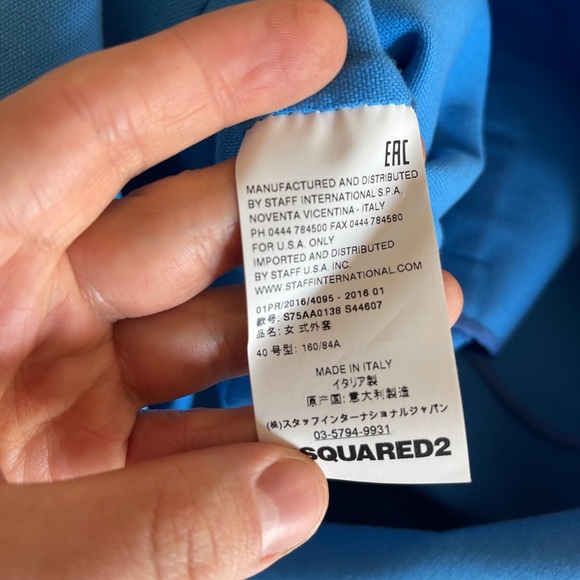 EAC
MANUFACTURED AND DISTRIBUTED
BY STAFF INTERNATIONAL S.P.A,
NOVENTA VICENTINA - ITALY
PH 0444 784500 FAX 0444 784580
FOR U.S.A. ONLY
IMPORTED AND DISTRIBUTED
BY STAFF U.S.A. INC.
WWW.STAFFINTERNATIONAL.COM
01PR/2016/4095 - 2016 01
款号: S75AA0138 S44607
品名: 女 式外套
40 号型: 160/84A
MADE IN ITALY
イタリア製
原产国: 意大利製造
(株)スタッフインターナショナルジャパン
03-5794-9931
SQUARED2